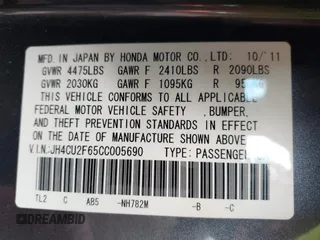 MFD. IN JAPAN BY HONDA MOTOR CO.,LTD: 10/'11
GVWR 4475LBS GAWR F 2410LBS R 2090LBS
GVWR 2030KG GAWR F 1095KG R
THIS VEHICLE CONFORMS TO ALL APPLICABLE
FEDERAL MOTOR VEHICLE SAFETY , BUMPER,
AND THEFT PREVENTION STANDARDS IN EFFECT
ON THE DATE OF MANUFACTURE SHOWN ABOVE.
V.I.N.:JH4CU2F65CC005690 TYPE: PASSENGER
TL2 C AB5 -NH782M -B -C
DREAMBID